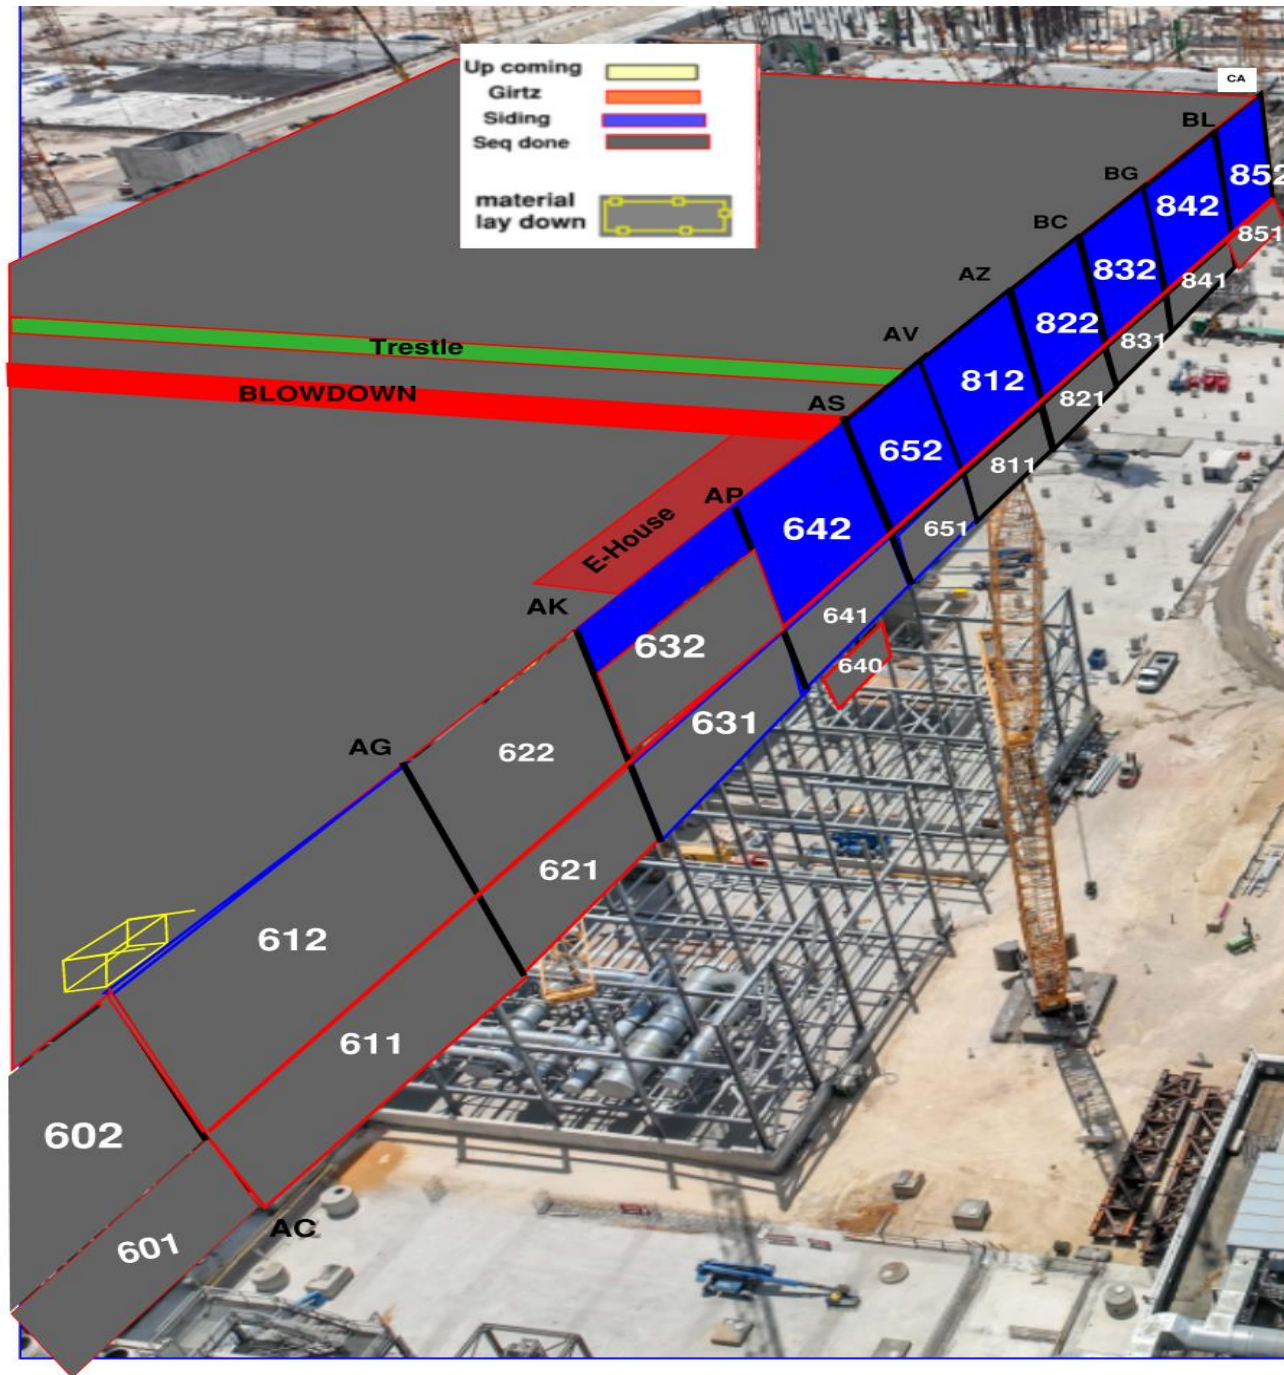 Up coming
Girtz
Siding
Seq done
material
lay down
CA
BL
852
BG
842
851
BC
832
841
AZ
822
831
AV
812
821
Trestle
BLOWDOWN
AS
652
811
AP
E-House
642
651
AK
632
641
640
631
AG
622
621
612
611
602
601
AC